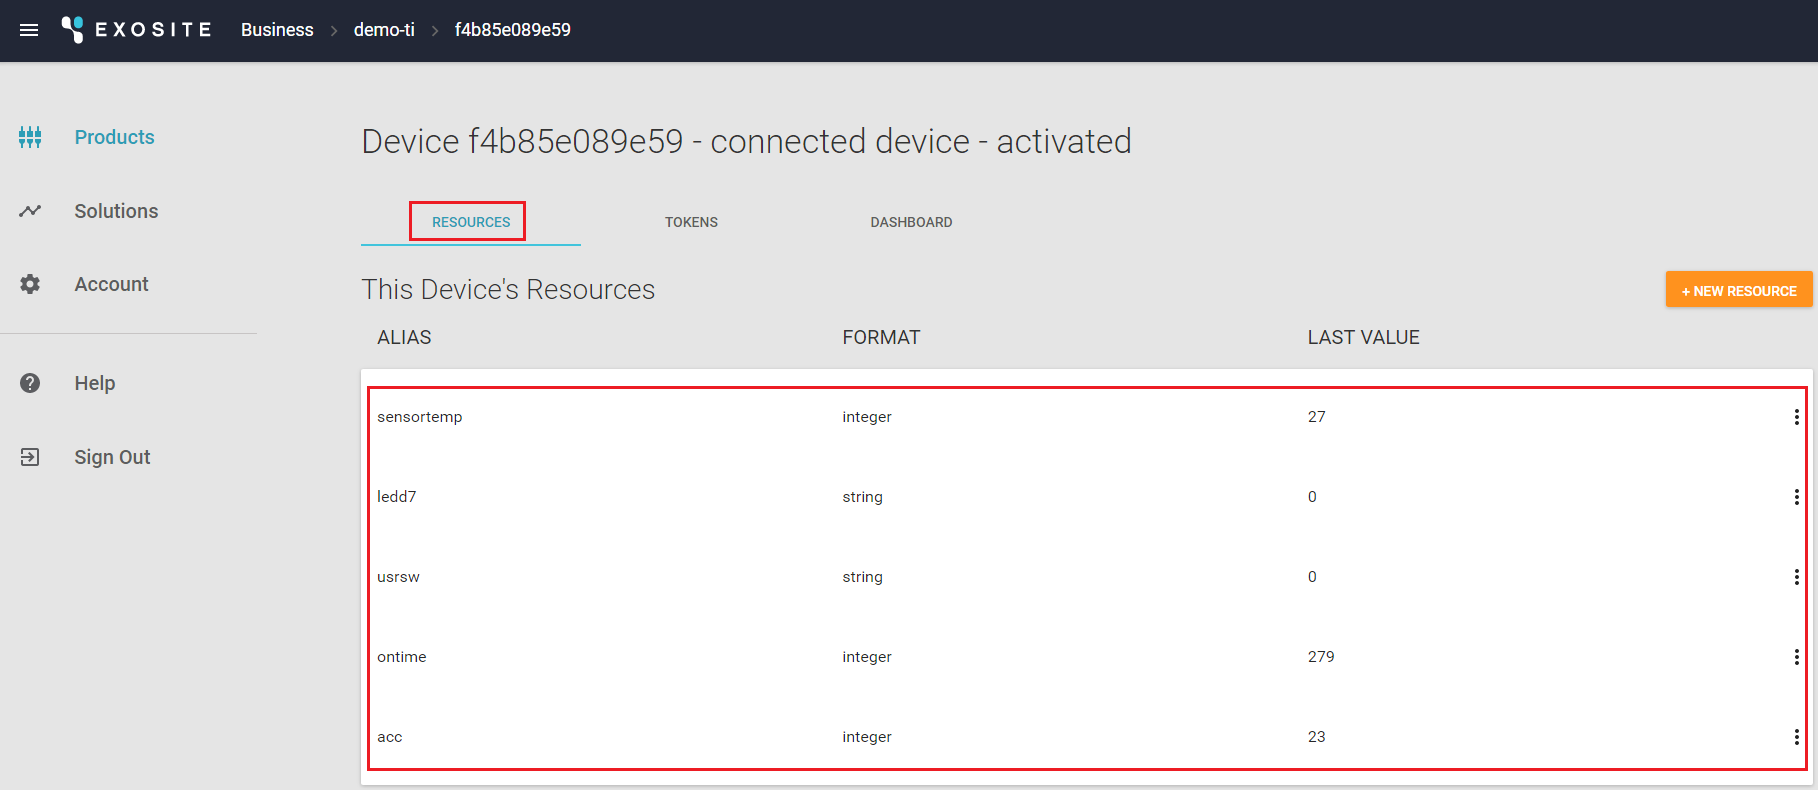 EXOSITE Business > demo-ti > f4b85e089e59
Products
Solutions
Account
Help
Sign Out
Device f4b85e089e59 - connected device - activated
RESOURCES TOKENS DASHBOARD
This Device's Resources
+ NEW RESOURCE
ALIAS FORMAT LAST VALUE
sensortemp integer 27
ledd7 string 0
usrsw string 0
ontime integer 279
acc integer 23